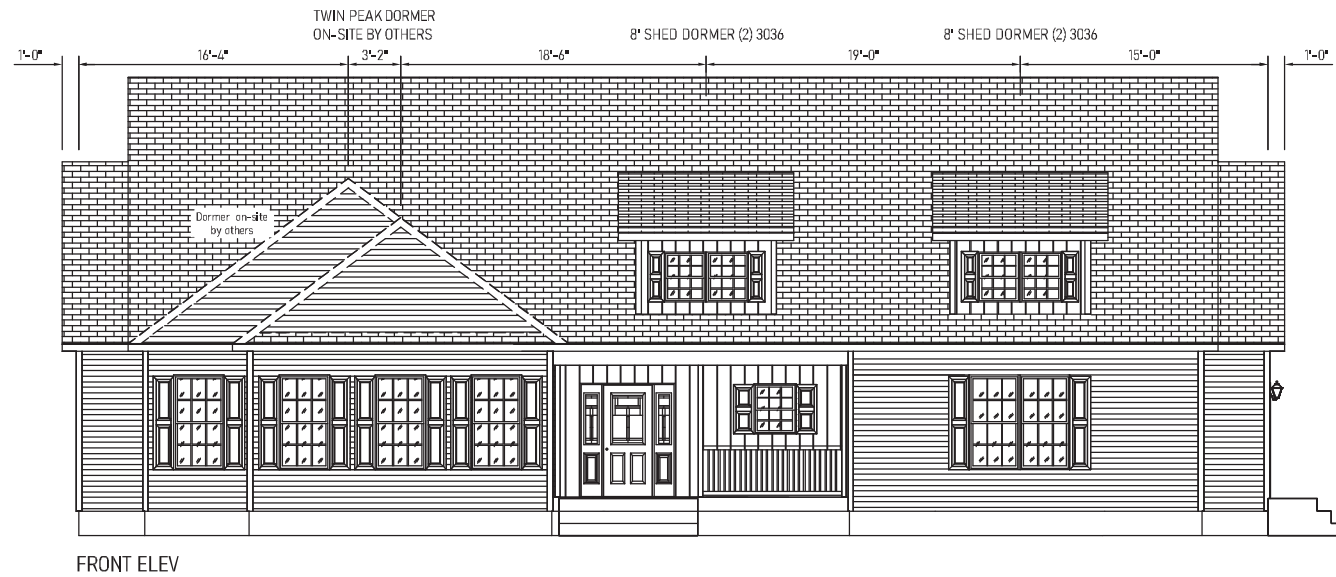 TWIN PEAK DORMER
ON-SITE BY OTHERS
8' SHED DORMER (2) 3036
8' SHED DORMER (2) 3036
1'-0"
16'-4"
3'-2"
18'-6"
19'-0"
15'-0"
1'-0"
Dormer on-site
by others
FRONT ELEV